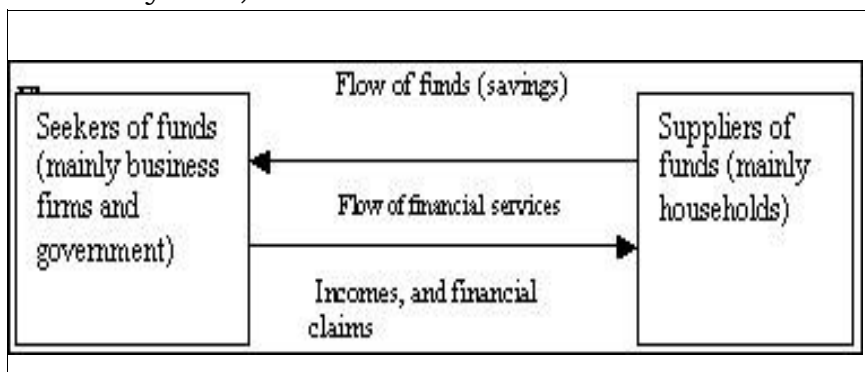 Flow of funds (savings)
Seekers of funds
(mainly business
firms and
government)
Suppliers of
funds (mainly
households)
Flow of financial services
Incomes, and financial
claims